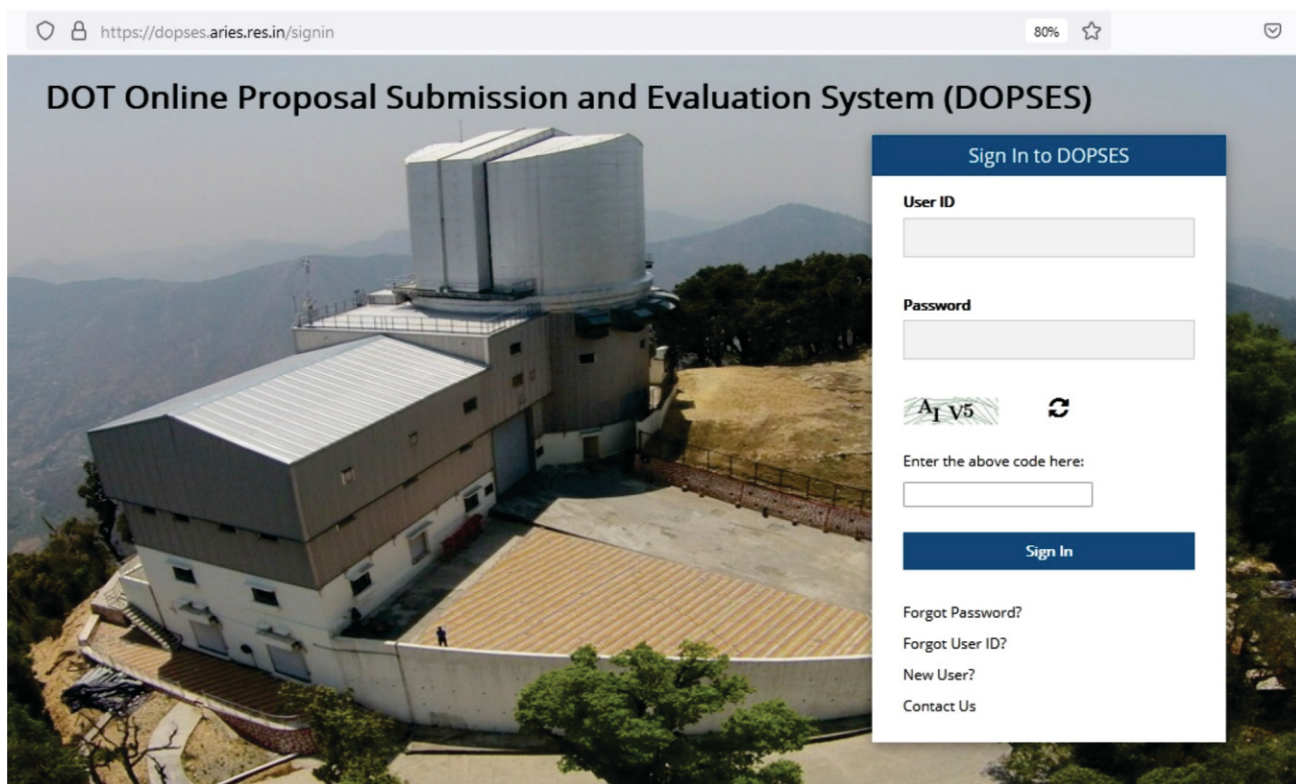 https://dopses.aries.res.in/signin
80%
DOT Online Proposal Submission and Evaluation System (DOPSES)
Sign In to DOPSES
User ID
Password
AI V5
Enter the above code here:
Sign In
Forgot Password?
Forgot User ID?
New User?
Contact Us